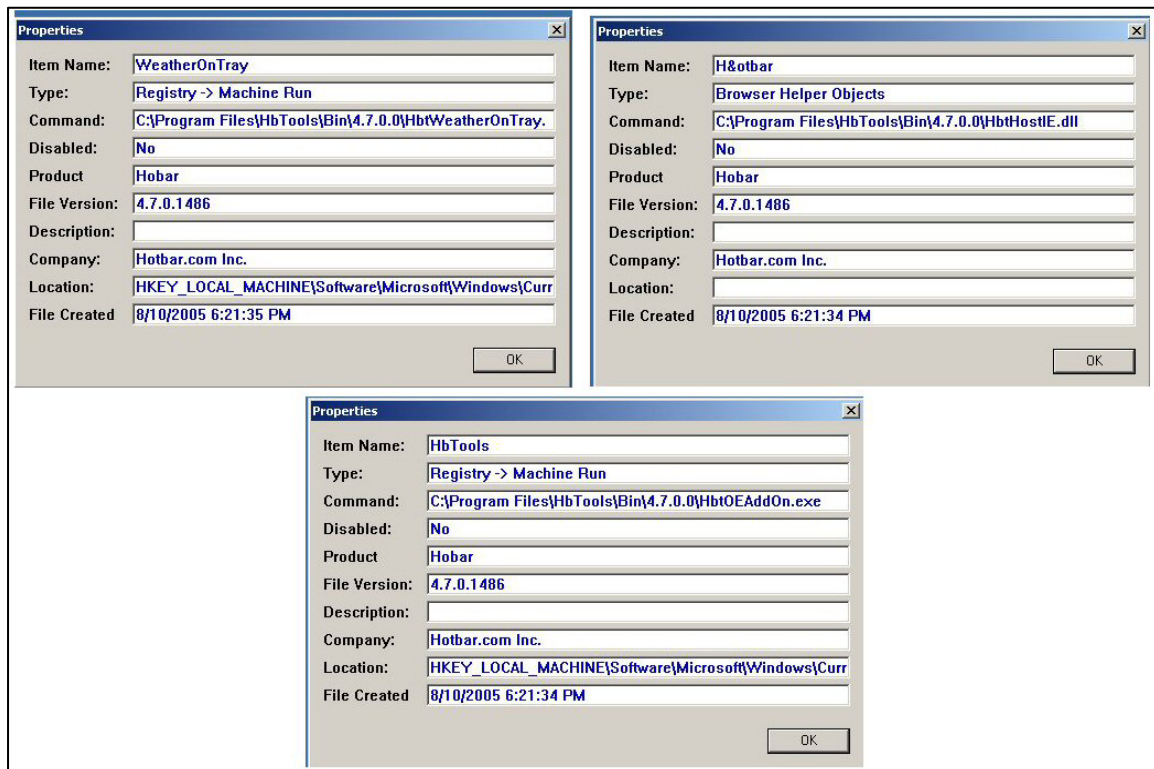 Properties
Item Name: WeatherOnTray
Type: Registry -> Machine Run
Command: C:\Program Files\HbTools\Bin\4.7.0.0\HbtWeatherOnTray.
Disabled: No
Product Hobar
File Version: 4.7.0.1486
Description:
Company: Hotbar.com Inc.
Location: HKEY_LOCAL_MACHINE\Software\Microsoft\Windows\Curr
File Created 8/10/2005 6:21:35 PM
OK
Properties
Item Name: H&otbar
Type: Browser Helper Objects
Command: C:\Program Files\HbTools\Bin\4.7.0.0\HbtHostIE.dll
Disabled: No
Product Hobar
File Version: 4.7.0.1486
Description:
Company: Hotbar.com Inc.
Location:
File Created 8/10/2005 6:21:34 PM
OK
Properties
Item Name: HbTools
Type: Registry -> Machine Run
Command: C:\Program Files\HbTools\Bin\4.7.0.0\HbtOEAddOn.exe
Disabled: No
Product Hobar
File Version: 4.7.0.1486
Description:
Company: Hotbar.com Inc.
Location: HKEY_LOCAL_MACHINE\Software\Microsoft\Windows\Curr
File Created 8/10/2005 6:21:34 PM
OK